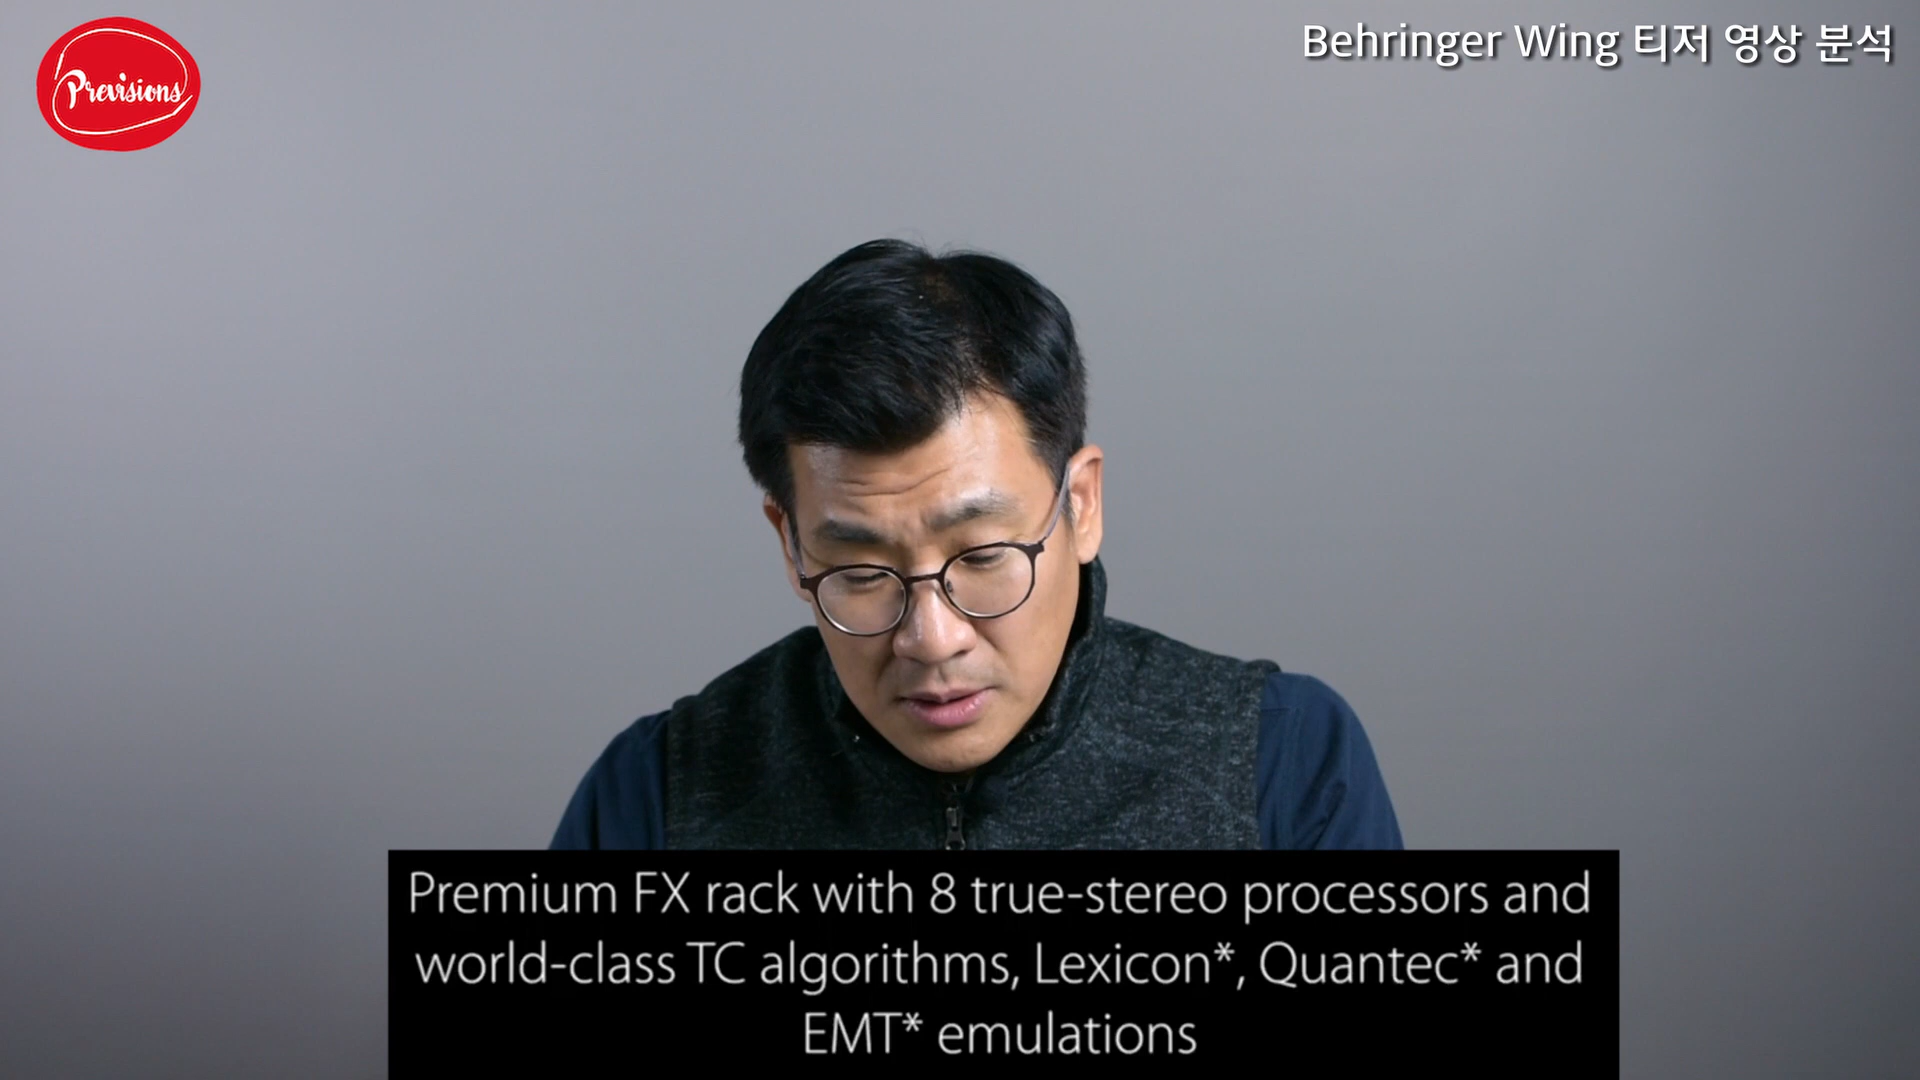 Previsions
Behringer Wing 티저 영상 분석
Premium FX rack with 8 true-stereo processors and
world-class TC algorithms, Lexicon*, Quantec* and
EMT* emulations